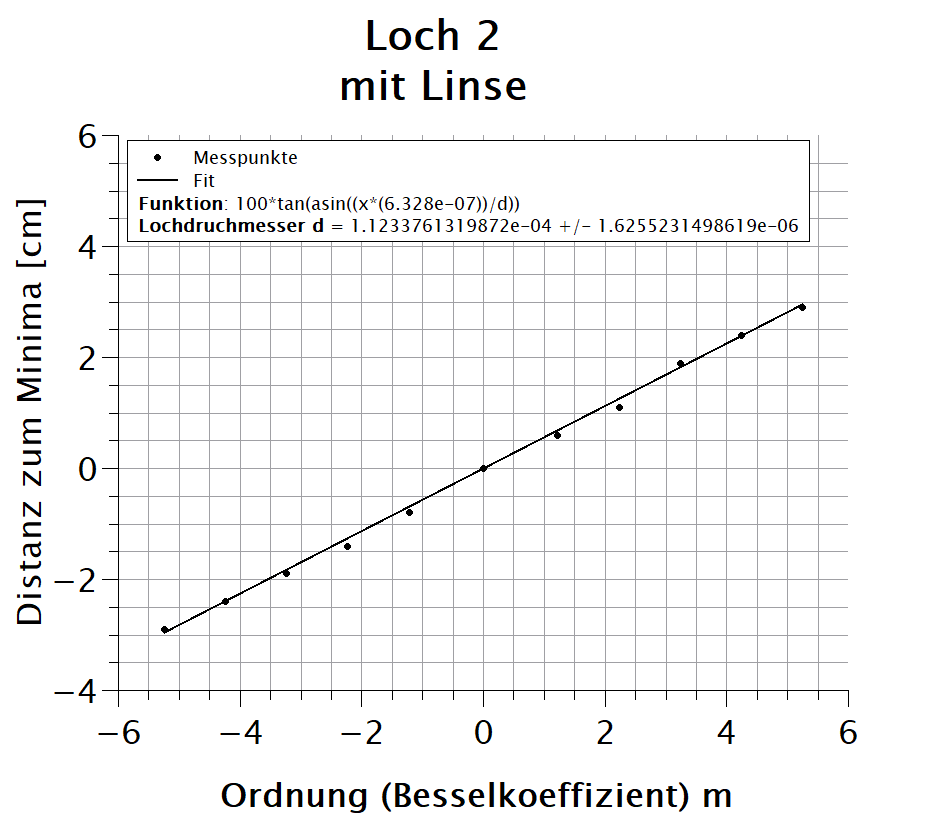 Loch 2
mit Linse
Messpunkte
Fit
Funktion: 100*tan(asin((x*(6.328e-07))/d))
Lochdruchmesser d = 1.1233761319872e-04 +/- 1.6255231498619e-06
Distanz zum Minima [cm]
6
4
2
0
−2
−4
−6 −4 −2 0 2 4 6
Ordnung (Besselkoeffizient) m